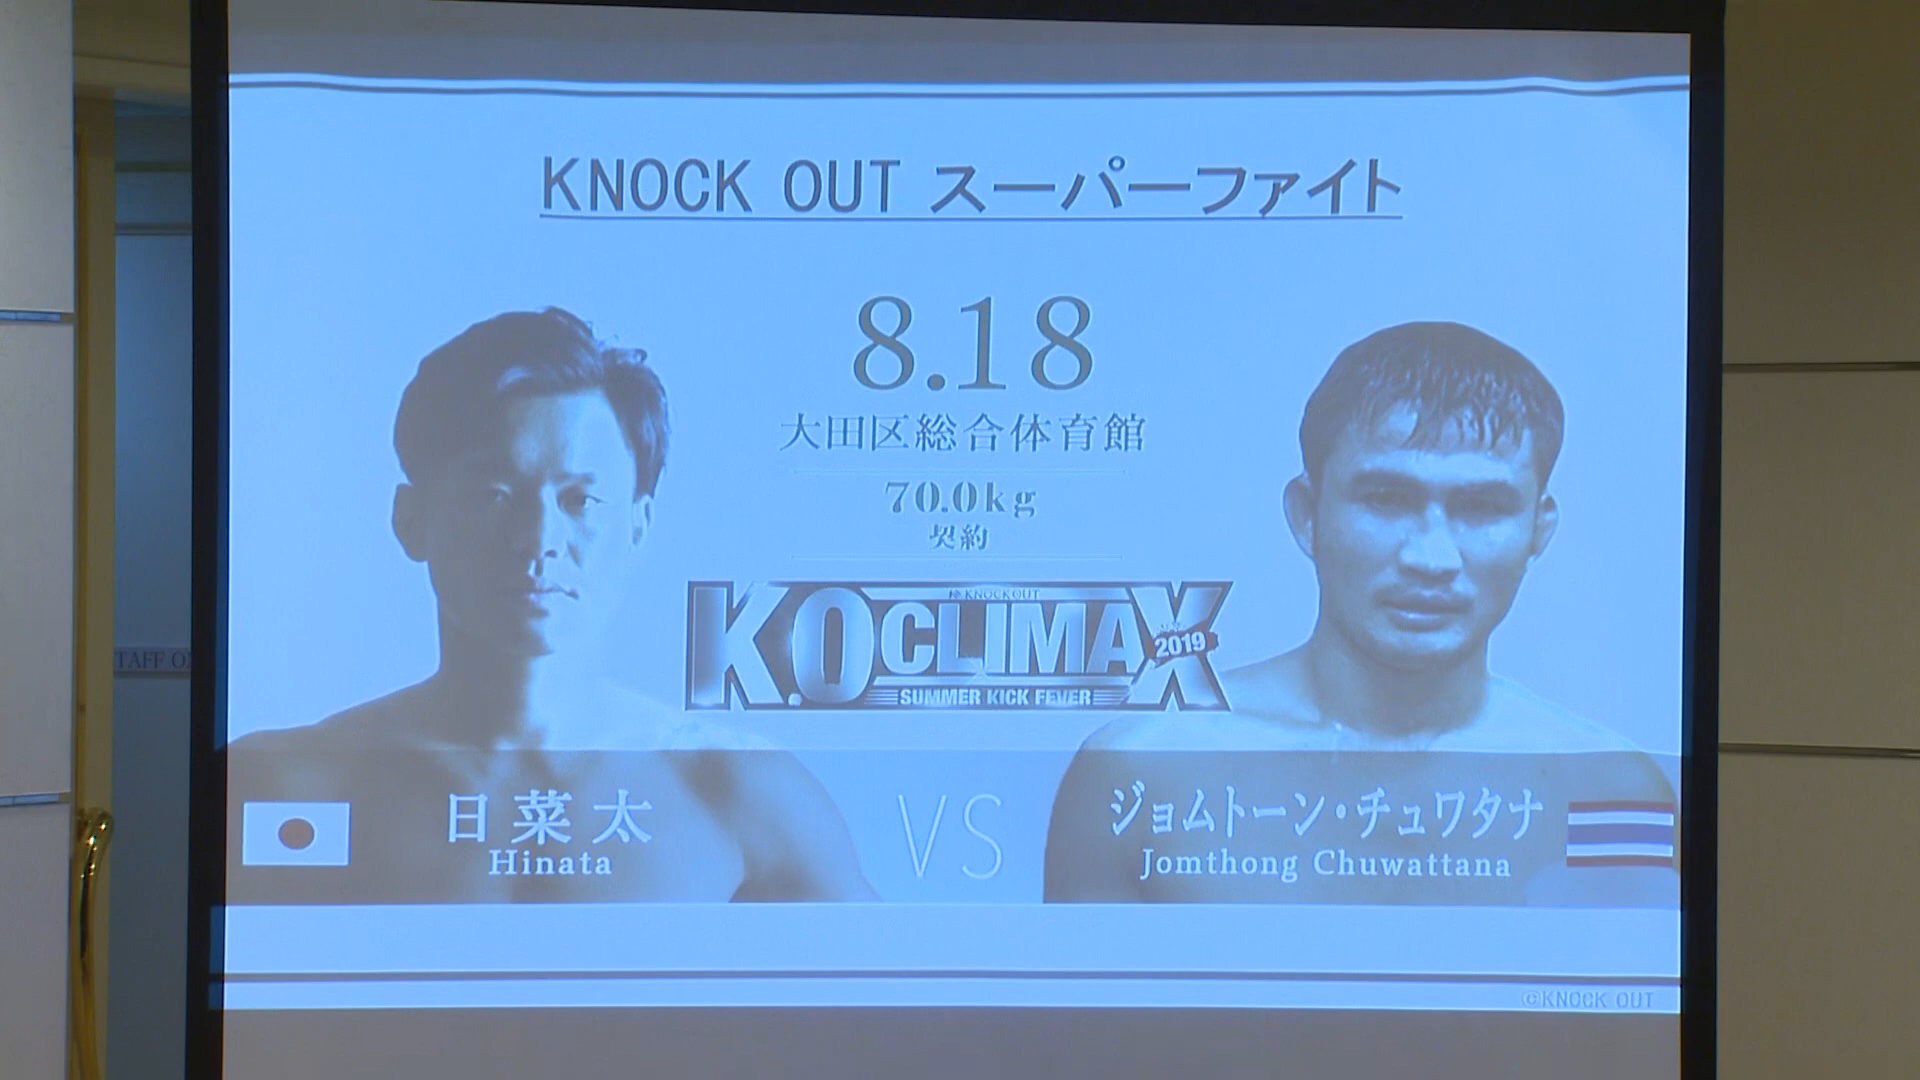 KNOCK OUT スーパーファイト
8.18
大田区総合体育館
70.0kg
契約
KNOCK OUT
K.O CLIMAX
2019
SUMMER KICK FEVER
日菜太
Hinata
VS
ジョムトーン・チュワタナ
Jomthong Chuwattana
©KNOCK OUT
TAFF O